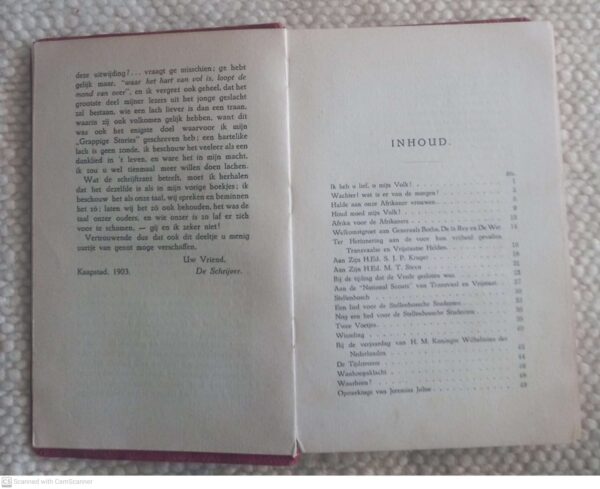 deze uitwijding?... vraagt ge misschien; ge hebt
gelijk maar, "waar het hart van vol is, loopt de
mond van over", en ik vergeet ook geheel, dat het
grootste deel mijner lezers uit het jonge geslacht
zal bestaan, wie een lach liever is dan een traan,
waarin zij ook volkomen gelijk hebben, want dit
was ook het enigste doel waarvoor ik mijn
„Grappige Stories" geschreven heb; een hartelike
lach is geen zonde, ik beschouw het veeleer als een
danklied in 't leven, en ware het in mijn macht,
ik zou u wel tienmaal meer willen doen lachen.
Wat de schrijftrant betreft, moet ik herhalen
dat het dezelfde is als in mijn vorige boekjes; ik
beschouw het als onze taal, wij spreken en beminnen
het zó; laten wij het zó ook behouden, het was de
taal onzer ouders, en wie onzer is zo laf er zich
voor te schamen, — gij en ik zeker niet!
Vertrouwende dus dat ook dit deeltje u menig
uurtje van genot moge verschaffen.
Uw Vriend,
Kaapstad, 1903. De Schrijver.
INHOUD.
Ik heb u lief, u mijn Volk! 1
Wachter! wat is er van de morgen?
Hulde aan onze Afrikaner vrouwen
Houd moed mijn Volk!
Afrika voor de Afrikaners
Welkomstgroet aan Generaals Botha, De la Rey en De Wet
Ter Herinnering aan de voor hun vrijheid gevallen
Transvaalse en Vrijstaatse Helden
Aan Zijn H.Ed. S. J. P. Kruger
Aan Zijn H.Ed. M. T. Steyn
Bij de tijding dat de Vrede gesloten was
Aan de "National Scouts" van Transvaal en Vrijstaat
Stellenbosch
Een lied voor de Stellenbossche Studenten
Nog een lied voor de Stellenbossche Studenten
Twee Voetjes
Wijnding
Bij de verjaardag van H. M. Koningin Wilhelmina der
Nederlanden
De Tijdstroom
Wanhoopsklacht
Waarheen?
Opmerkings van Jeremias Jolisse
Scanned with CamScanner